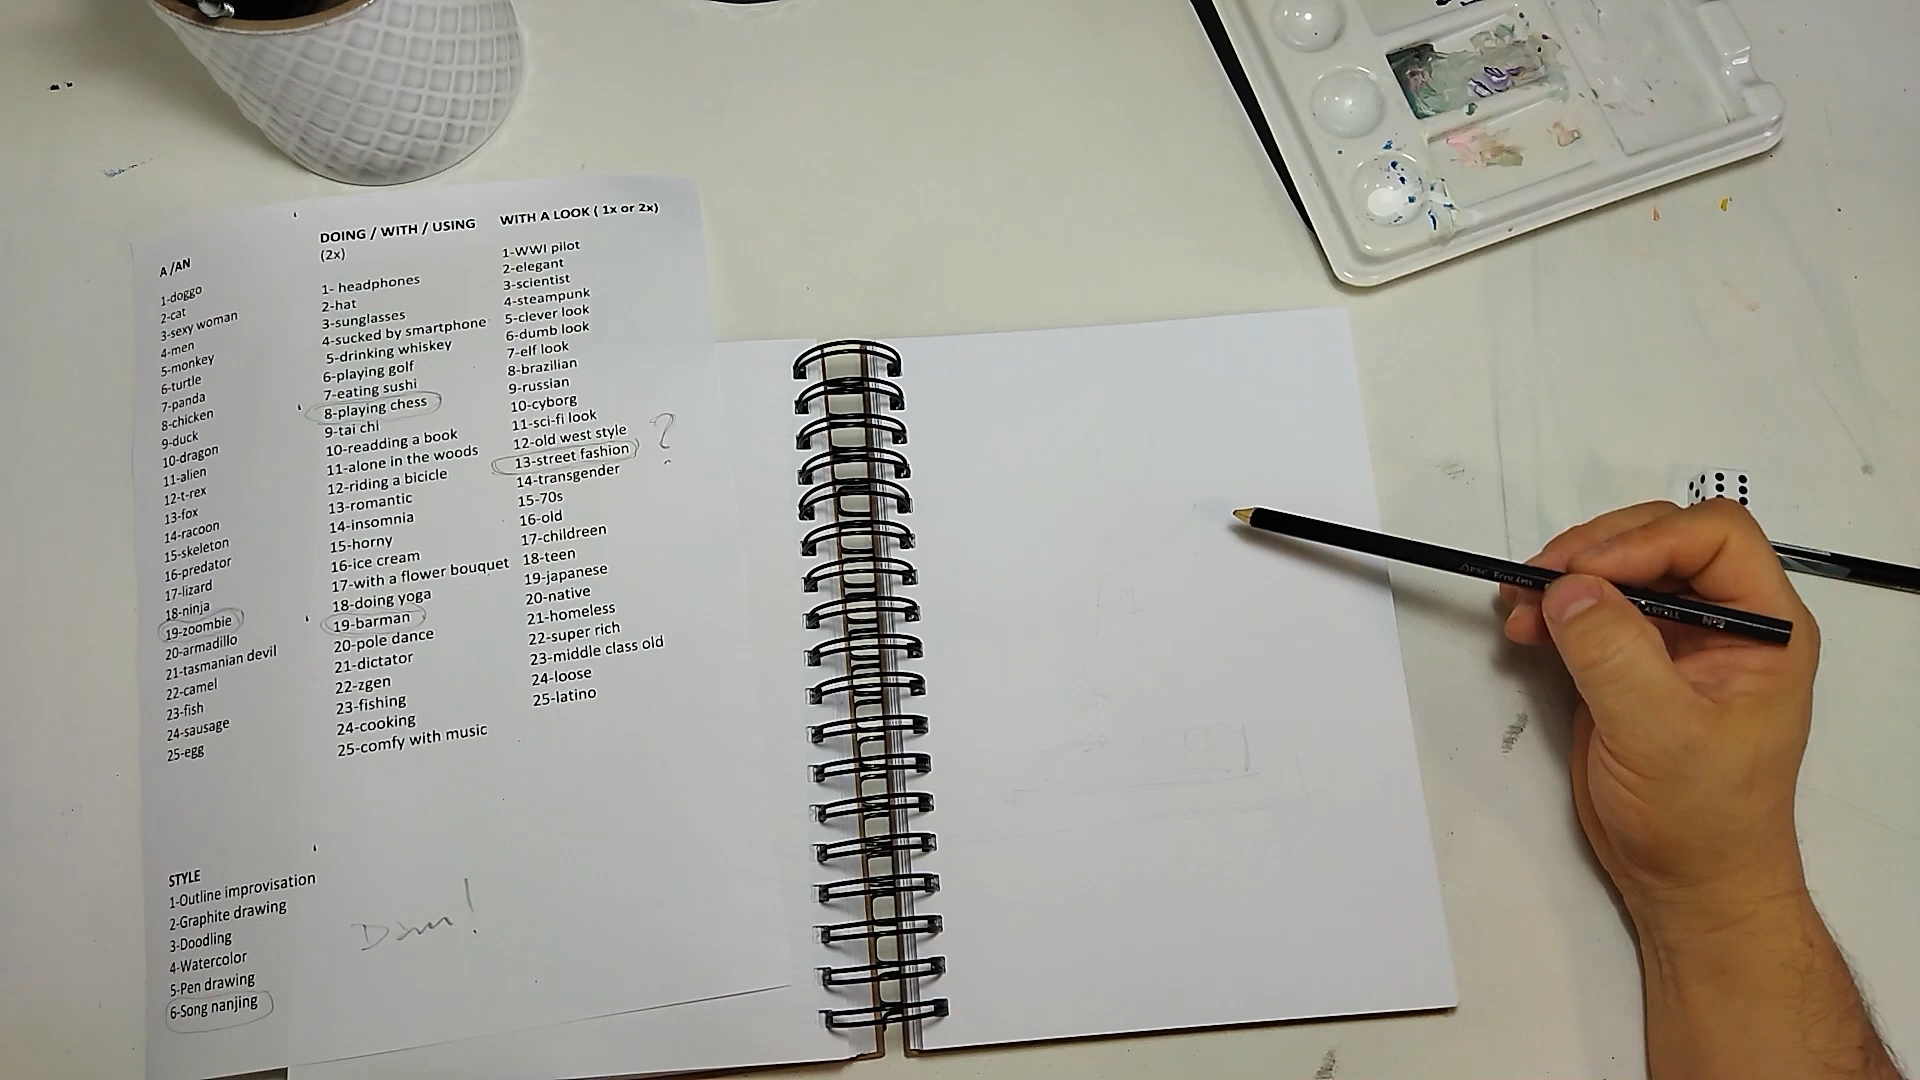 A /AN
1-doggo
2-cat
3-sexy woman
4-men
5-monkey
6-turtle
7-panda
8-chicken
9-duck
10-dragon
11-alien
12-t-rex
13-fox
14-racoon
15-skeleton
16-predator
17-lizard
18-ninja
19-zoombie
20-armadillo
21-tasmanian devil
22-camel
23-fish
24-sausage
25-egg
DOING / WITH / USING
(2x)
1- headphones
2-hat
3-sunglasses
4-sucked by smartphone
5-drinking whiskey
6-playing golf
7-eating sushi
8-playing chess
9-tai chi
10-readding a book
11-alone in the woods
12-riding a bicicle
13-romantic
14-insomnia
15-horny
16-ice cream
17-with a flower bouquet
18-doing yoga
19-barman
20-pole dance
21-dictator
22-zgen
23-fishing
24-cooking
25-comfy with music
WITH A LOOK ( 1x or 2x)
1-WWI pilot
2-elegant
3-scientist
4-steampunk
5-clever look
6-dumb look
7-elf look
8-brazilian
9-russian
10-cyborg
11-sci-fi look
12-old west style
13-street fashion
?
14-transgender
15-70s
16-old
17-childreen
18-teen
19-japanese
20-native
21-homeless
22-super rich
23-middle class old
24-loose
25-latino
STYLE
1-Outline improvisation
2-Graphite drawing
3-Doodling
4-Watercolor
5-Pen drawing
6-Song nanjing